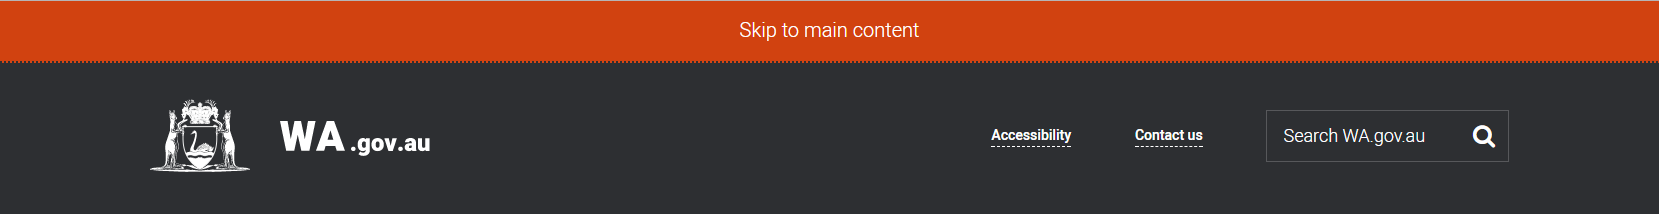 Skip to main content
WA.gov.au
Accessibility
Contact us
Search WA.gov.au